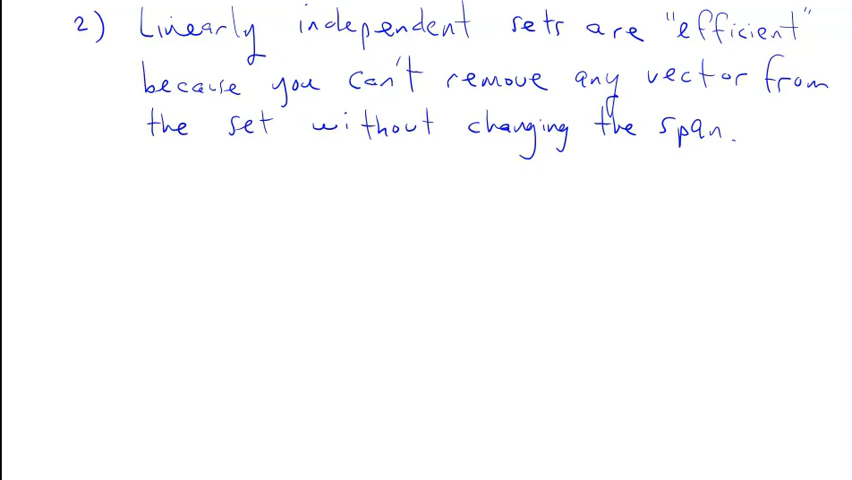 2) Linearly independent sets are "efficient"
because you can't remove any vector from
the set without changing the span.